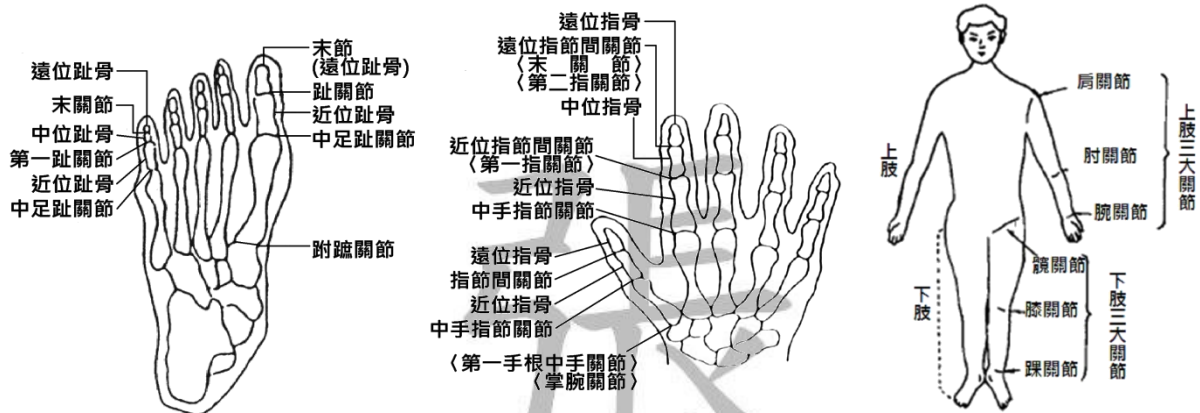 遠位趾骨
末關節
中位趾骨
第一趾關節
近位趾骨
中足趾關節
末節
(遠位趾骨)
趾關節
近位趾骨
中足趾關節
跗蹠關節
遠位指骨
遠位指節間關節
〈末關節〉
〈第二指關節〉
中位指骨
近位指節間關節
〈第一指關節〉
近位指骨
中手指節關節
遠位指骨
指節間關節
近位指骨
中手指節關節
〈第一手根中手關節〉
〈掌腕關節〉
上肢
下肢
肩關節
肘關節
腕關節
上肢三大關節
髖關節
膝關節
踝關節
下肢三大關節